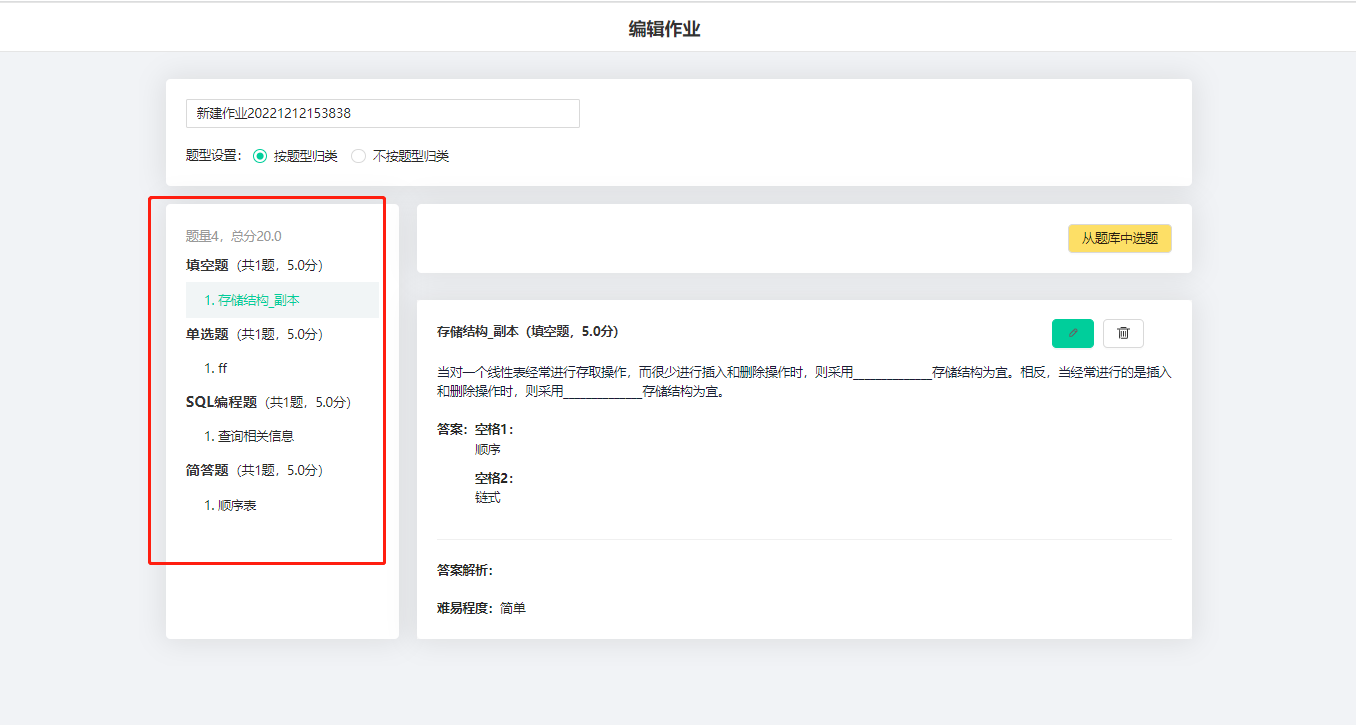 编辑作业
新建作业20221212153838
题型设置： 按题型归类 不按题型归类
题量4，总分20.0
填空题（共1题，5.0分）
1. 存储结构_副本
单选题（共1题，5.0分）
1. ff
SQL编程题（共1题，5.0分）
1. 查询相关信息
简答题（共1题，5.0分）
1. 顺序表
从题库中选题
存储结构_副本（填空题，5.0分）
当对一个线性表经常进行存取操作，而很少进行插入和删除操作时，则采用____________存储结构为宜。相反，当经常进行的是插入
和删除操作时，则采用____________存储结构为宜。
答案： 空格1：
顺序
空格2：
链式
答案解析：
难易程度：简单